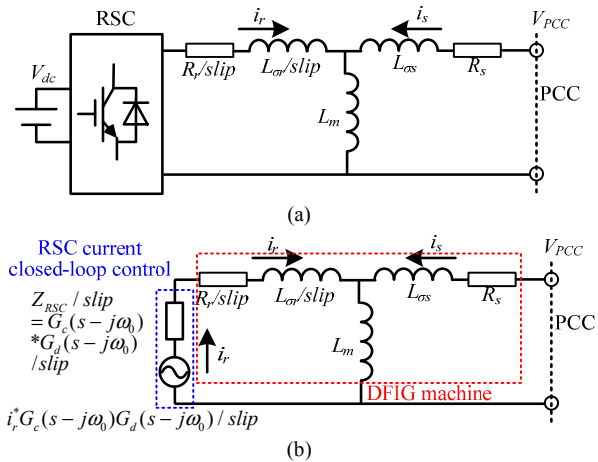 RSC
i_r
i_s
V_PCC
V_dc
R_r/slip
L_σr/slip
L_σs
R_s
L_m
PCC
(a)
RSC current
closed-loop control
i_r
i_s
V_PCC
Z_RSC / slip
= G_c(s − jω_0)
*G_d(s − jω_0)
/slip
R_r/slip
L_σr/slip
L_σs
R_s
i_r
L_m
PCC
DFIG machine
i_r^*G_c(s − jω_0)G_d(s − jω_0) / slip
(b)